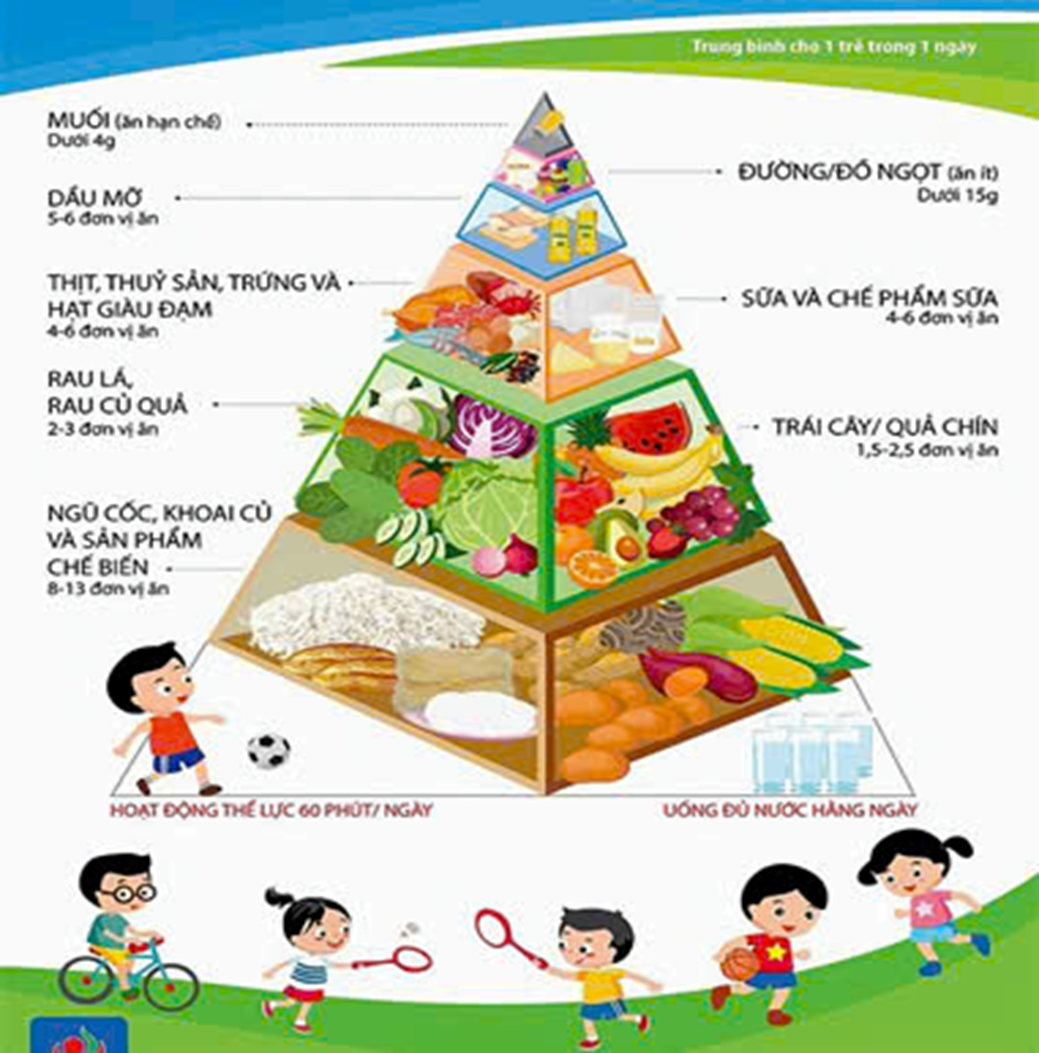 Trung bình cho 1 trẻ trong 1 ngày
MUỐI (ăn hạn chế)
Dưới 4g
ĐƯỜNG/ĐỒ NGỌT (ăn ít)
Dưới 15g
DẦU MỠ
5-6 đơn vị ăn
THỊT, THUỶ SẢN, TRỨNG VÀ
HẠT GIÀU ĐẠM
4-6 đơn vị ăn
SỮA VÀ CHẾ PHẨM SỮA
4-6 đơn vị ăn
RAU LÁ,
RAU CỦ QUẢ
2-3 đơn vị ăn
TRÁI CÂY/ QUẢ CHÍN
1,5-2,5 đơn vị ăn
NGŨ CỐC, KHOAI CỦ
VÀ SẢN PHẨM
CHẾ BIẾN
8-13 đơn vị ăn
HOẠT ĐỘNG THỂ LỰC 60 PHÚT/ NGÀY
UỐNG ĐỦ NƯỚC HẰNG NGÀY